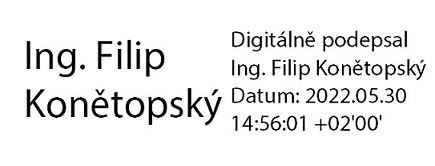 Ing. Filip
Konětopský
Digitálně podepsal
Ing. Filip Konětopský
Datum: 2022.05.30
14:56:01 +02'00'